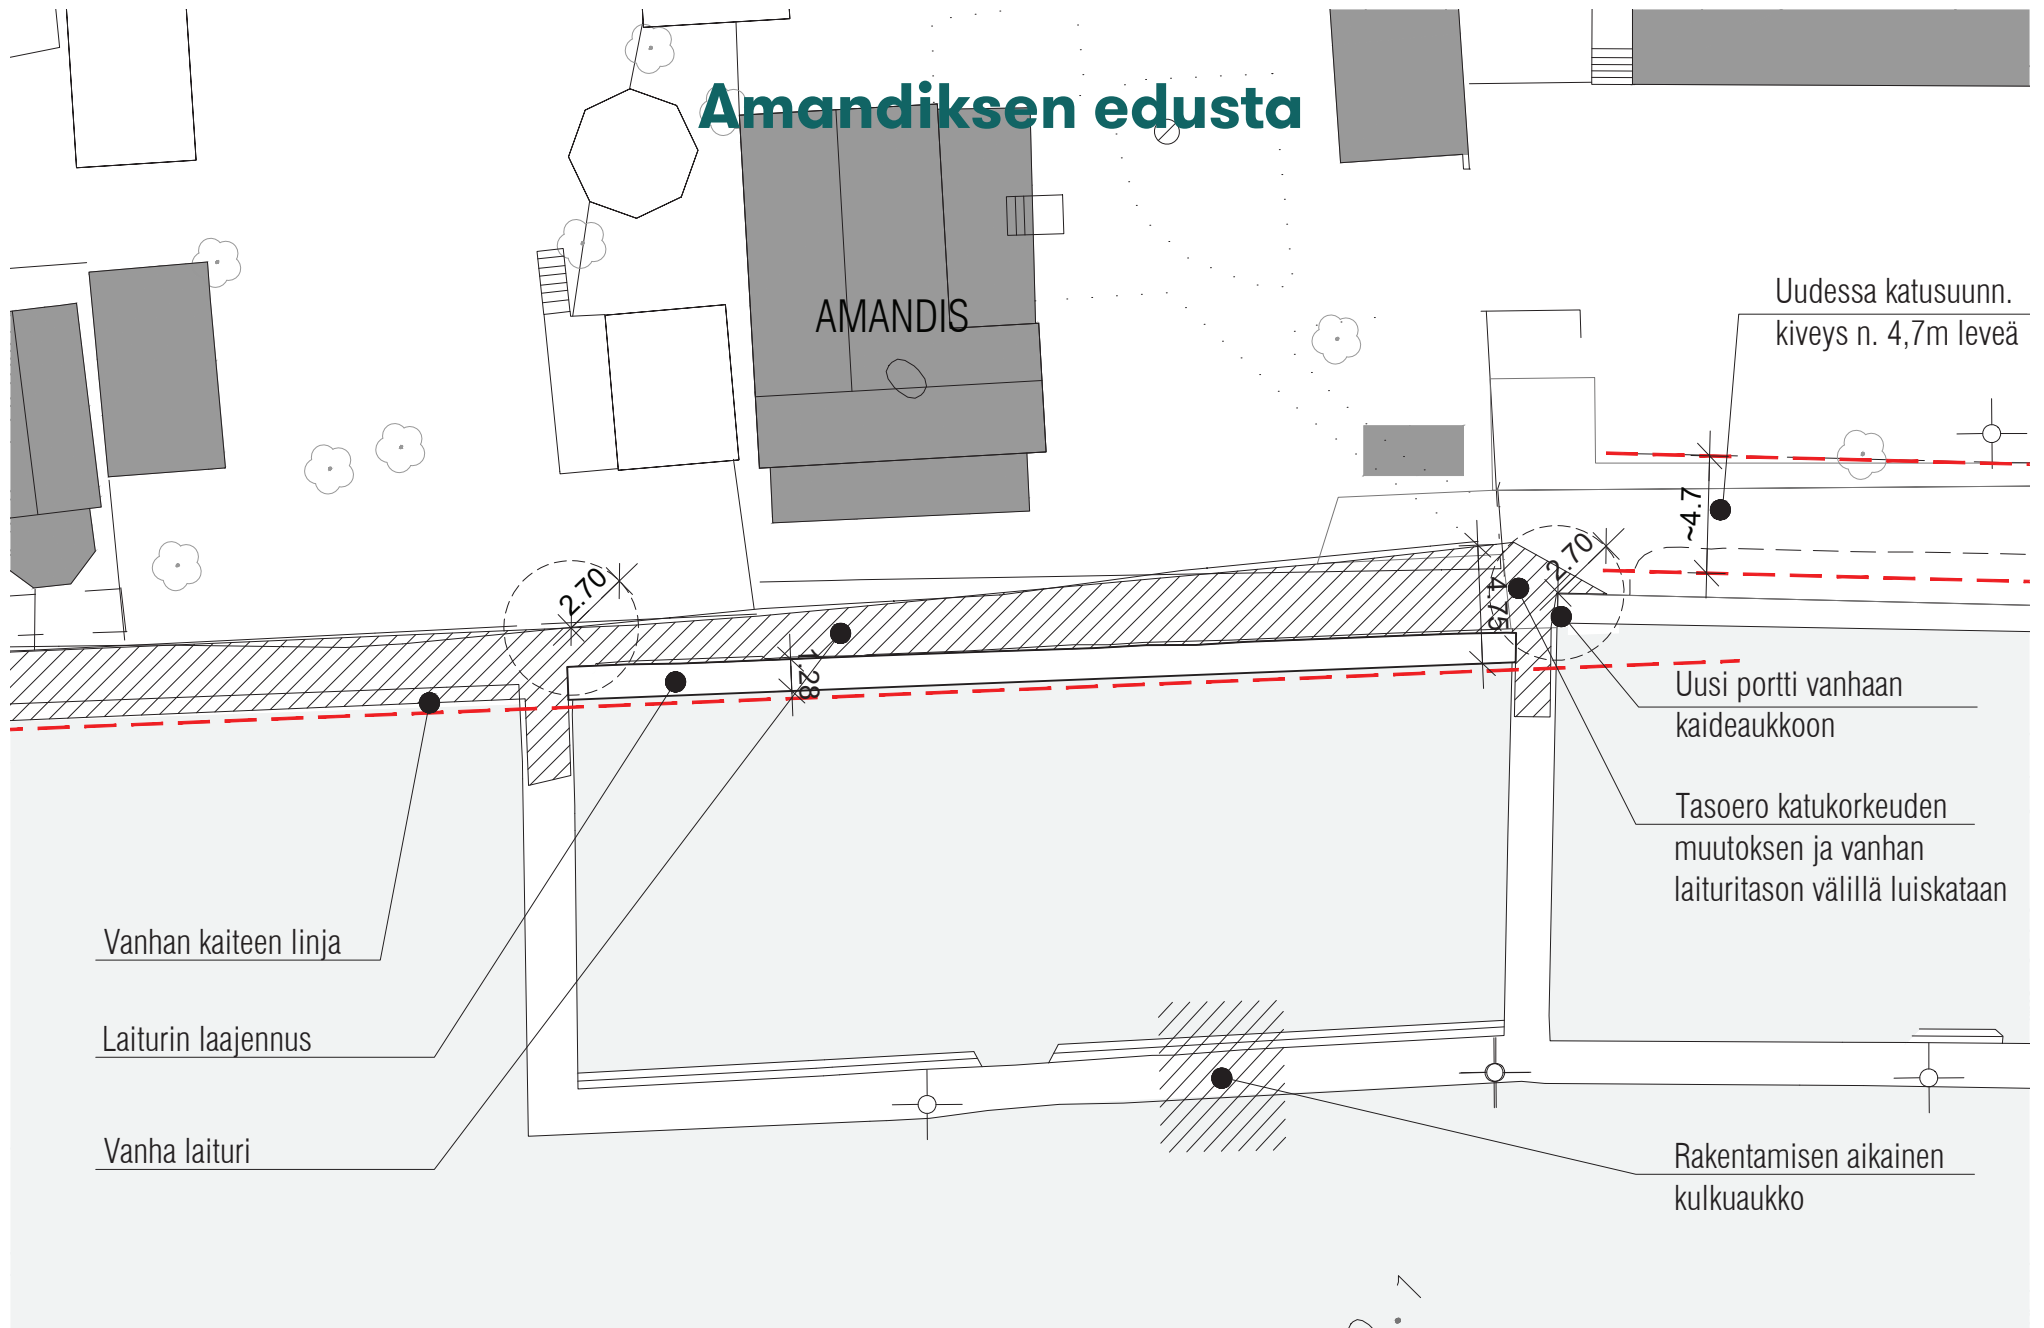 Amandiksen edusta
AMANDIS
Uudessa katusuunn.
kiveys n. 4,7m leveä
~4.7
2.70
2.70
4.75
1.28
Uusi portti vanhaan
kaideaukkoon
Tasoero katukorkeuden
muutoksen ja vanhan
laituritason välillä luiskataan
Vanhan kaiteen linja
Laiturin laajennus
Vanha laituri
Rakentamisen aikainen
kulkuaukko